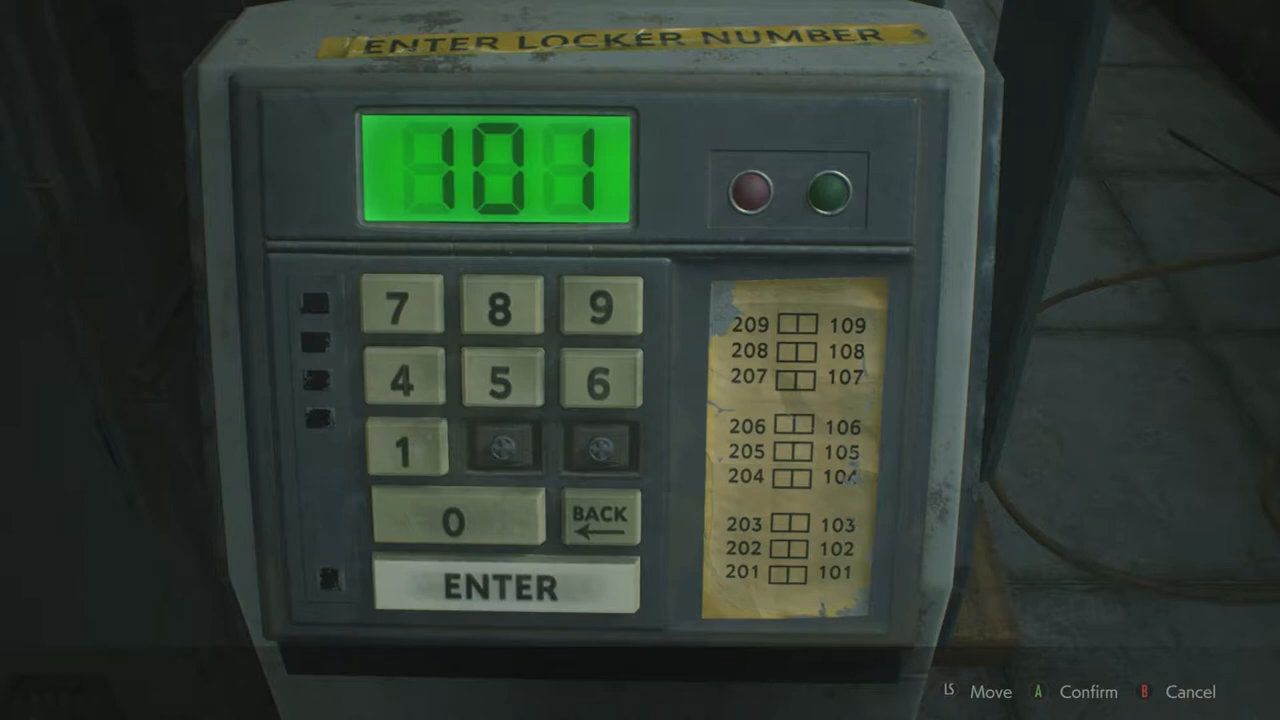 ENTER LOCKER NUMBER
101
7 8 9
4 5 6
1
0 BACK
ENTER
209 109
208 108
207 107
206 106
205 105
204 104
203 103
202 102
201 101
LS Move A Confirm B Cancel